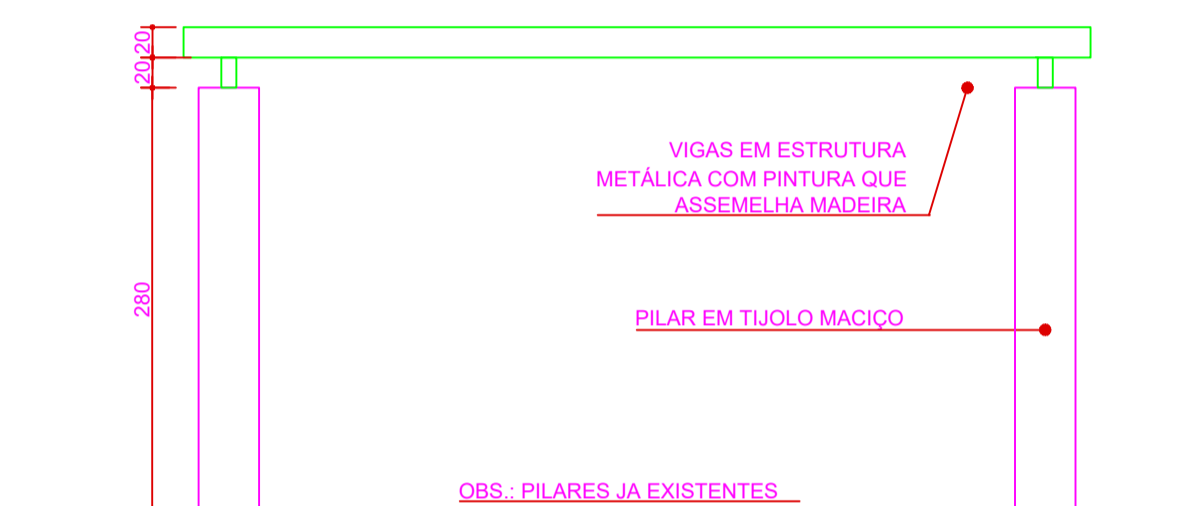 20
20
VIGAS EM ESTRUTURA
METÁLICA COM PINTURA QUE
ASSEMELHA MADEIRA
280
PILAR EM TIJOLO MACIÇO
OBS.: PILARES JA EXISTENTES